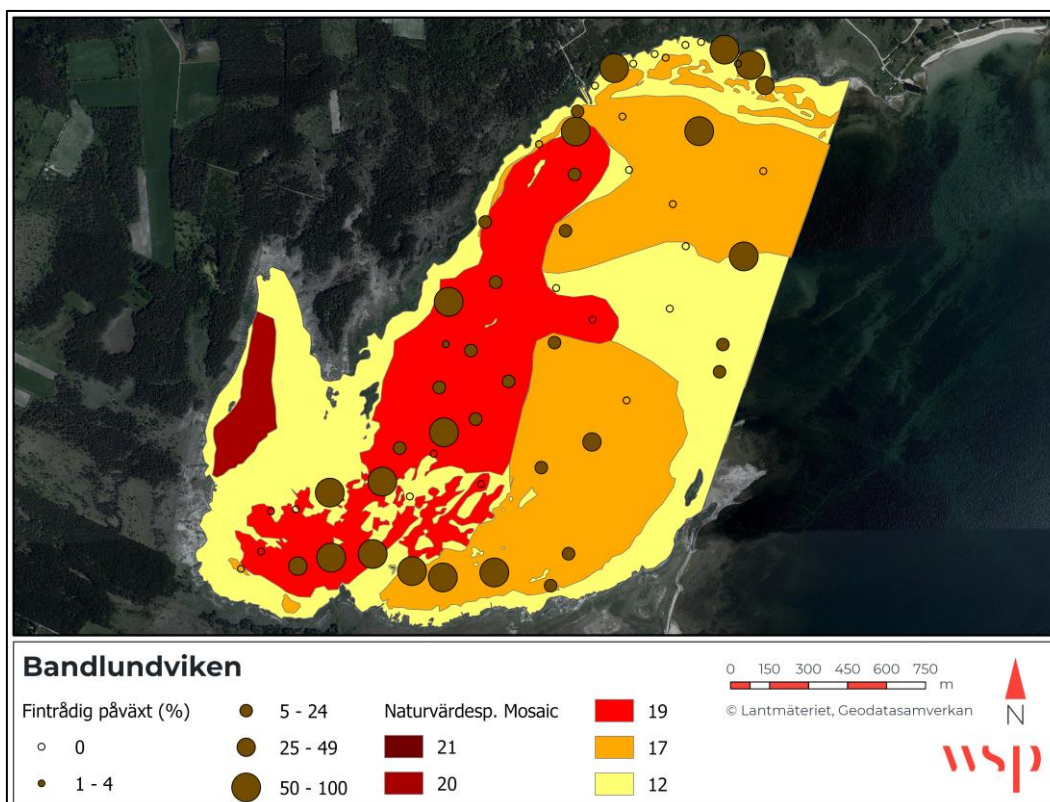 Bandlundviken
Fintrådig påväxt (%)
0
1 - 4
5 - 24
25 - 49
50 - 100
Naturvärdesp. Mosaic
21
20
19
17
12
0 150 300 450 600 750
m
© Lantmäteriet, Geodatasamverkan
N
wsp